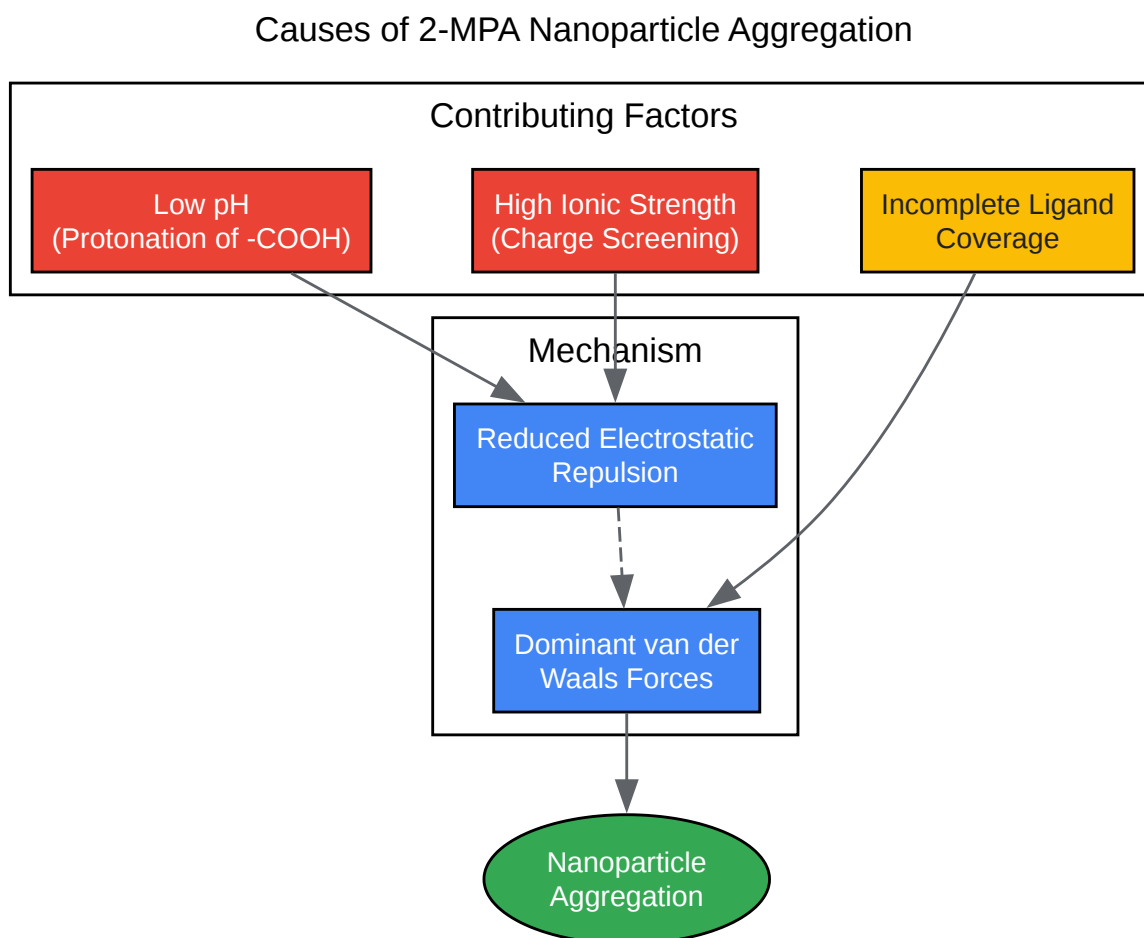 Causes of 2-MPA Nanoparticle Aggregation
Contributing Factors
Low pH
(Protonation of -COOH)
High Ionic Strength
(Charge Screening)
Incomplete Ligand
Coverage
Mechanism
Reduced Electrostatic
Repulsion
Dominant van der
Waals Forces
Nanoparticle
Aggregation